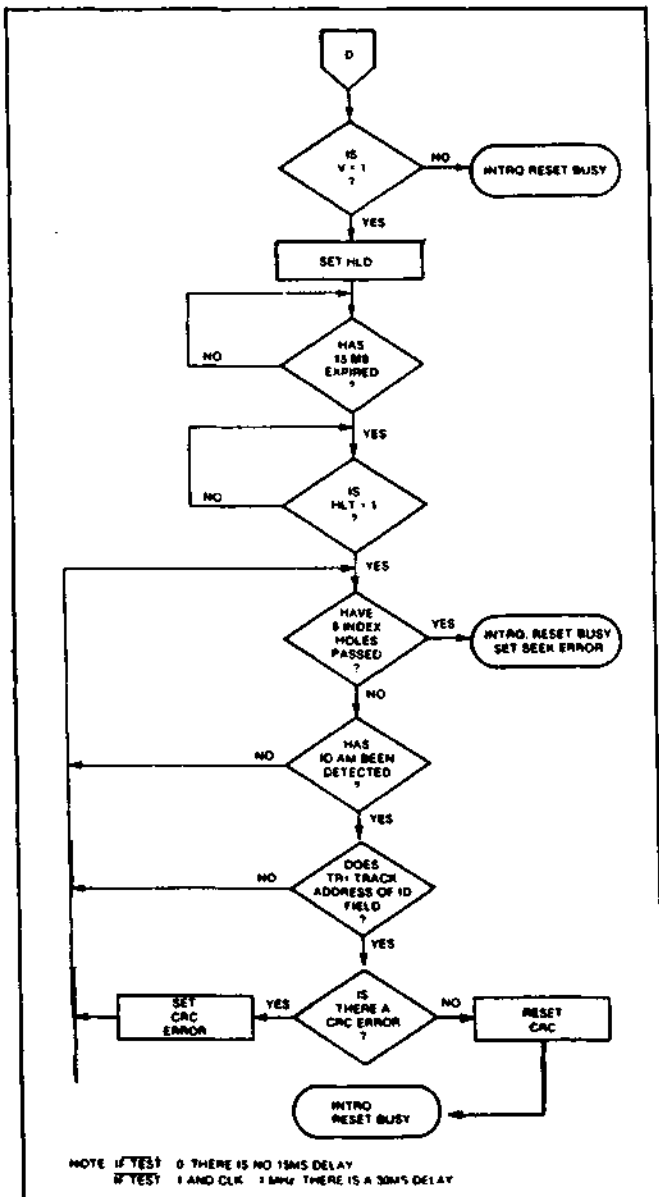 D
IS
V = 1
?
NO
INTRQ RESET BUSY
YES
SET HLD
HAS
15 MS
EXPIRED
?
NO
YES
IS
HLT = 1
?
NO
YES
HAVE
INDEX
HOLES
PASSED
?
YES
INTRQ, RESET BUSY
SET SEEK ERROR
NO
HAS
ID AM BEEN
DETECTED
?
NO
YES
DOES
TR = TRACK
ADDRESS OF ID
FIELD
?
NO
YES
IS
THERE A
CRC ERROR
?
YES
SET
CRC
ERROR
NO
RESET
CRC
INTRQ
RESET BUSY
NOTE IF TEST 0 THERE IS NO 15MS DELAY
IF TEST 1 AND CLK 1 MHz THERE IS A 30MS DELAY